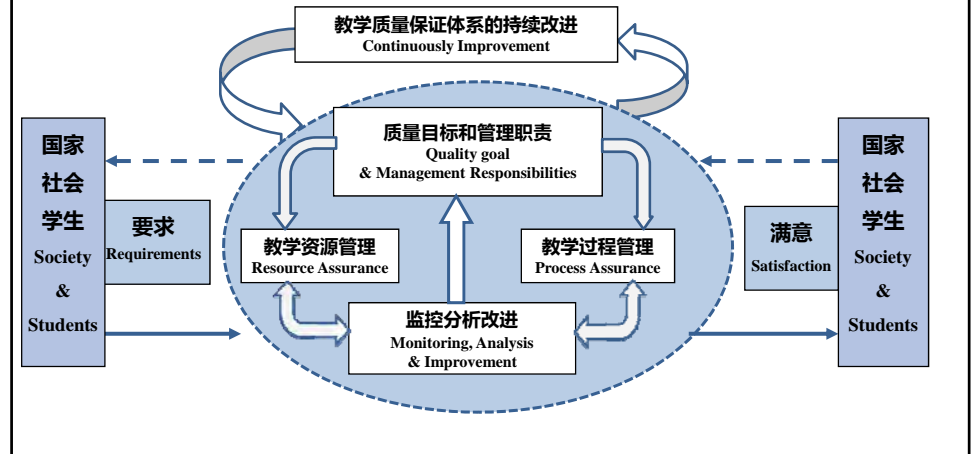 教学质量保证体系的持续改进
Continuously Improvement
质量目标和管理职责
Quality goal
& Management Responsibilities
国家
社会
学生
Society
&
Students
要求
Requirements
教学资源管理
Resource Assurance
教学过程管理
Process Assurance
监控分析改进
Monitoring, Analysis
& Improvement
满意
Satisfaction
国家
社会
学生
Society
&
Students